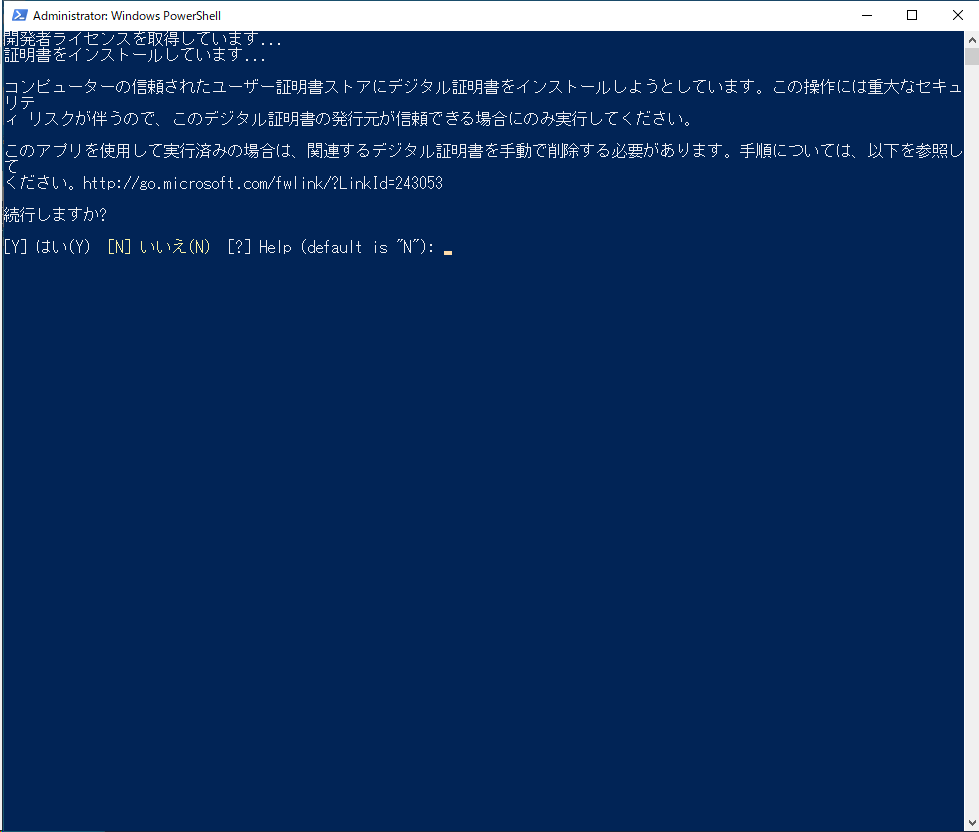 Administrator: Windows PowerShell
開発者ライセンスを取得しています...
証明書をインストールしています...
コンピューターの信頼されたユーザー証明書ストアにデジタル証明書をインストールしようとしています。この操作には重大なセキュ
リテ
ィ リスクが伴うので、このデジタル証明書の発行元が信頼できる場合にのみ実行してください。
このアプリを使用して実行済みの場合は、関連するデジタル証明書を手動で削除する必要があります。手順については、以下を参照し
て
ください。http://go.microsoft.com/fwlink/?LinkId=243053
続行しますか?
[Y] はい(Y)  [N] いいえ(N)  [?] Help (default is "N"):